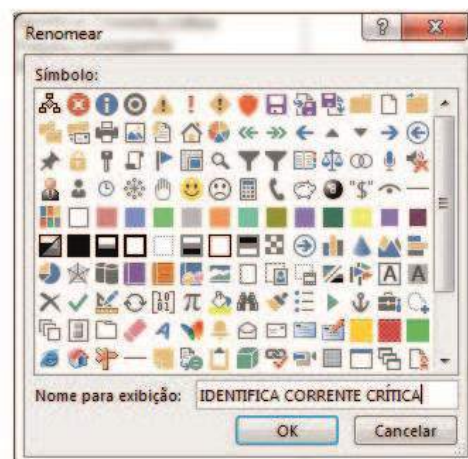 Renomear
Símbolo:
"$"
A A
Nome para exibição: IDENTIFICA CORRENTE CRÍTICA
OK Cancelar